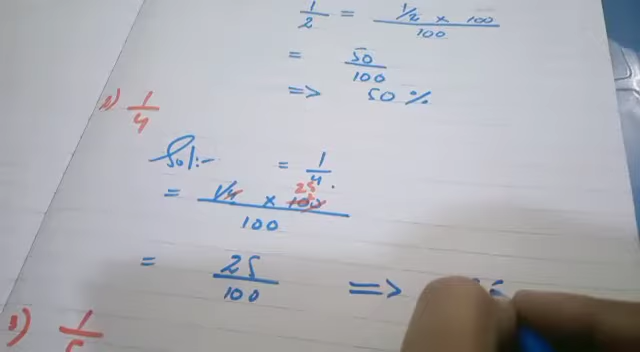 1/2 = (1/2 x 100)/100
= 50/100
=> 50 %
2) 1/4
Sol:- = 1/4.
= (1/4 x 100)/100 25
= 25/100 =>
3) 1/